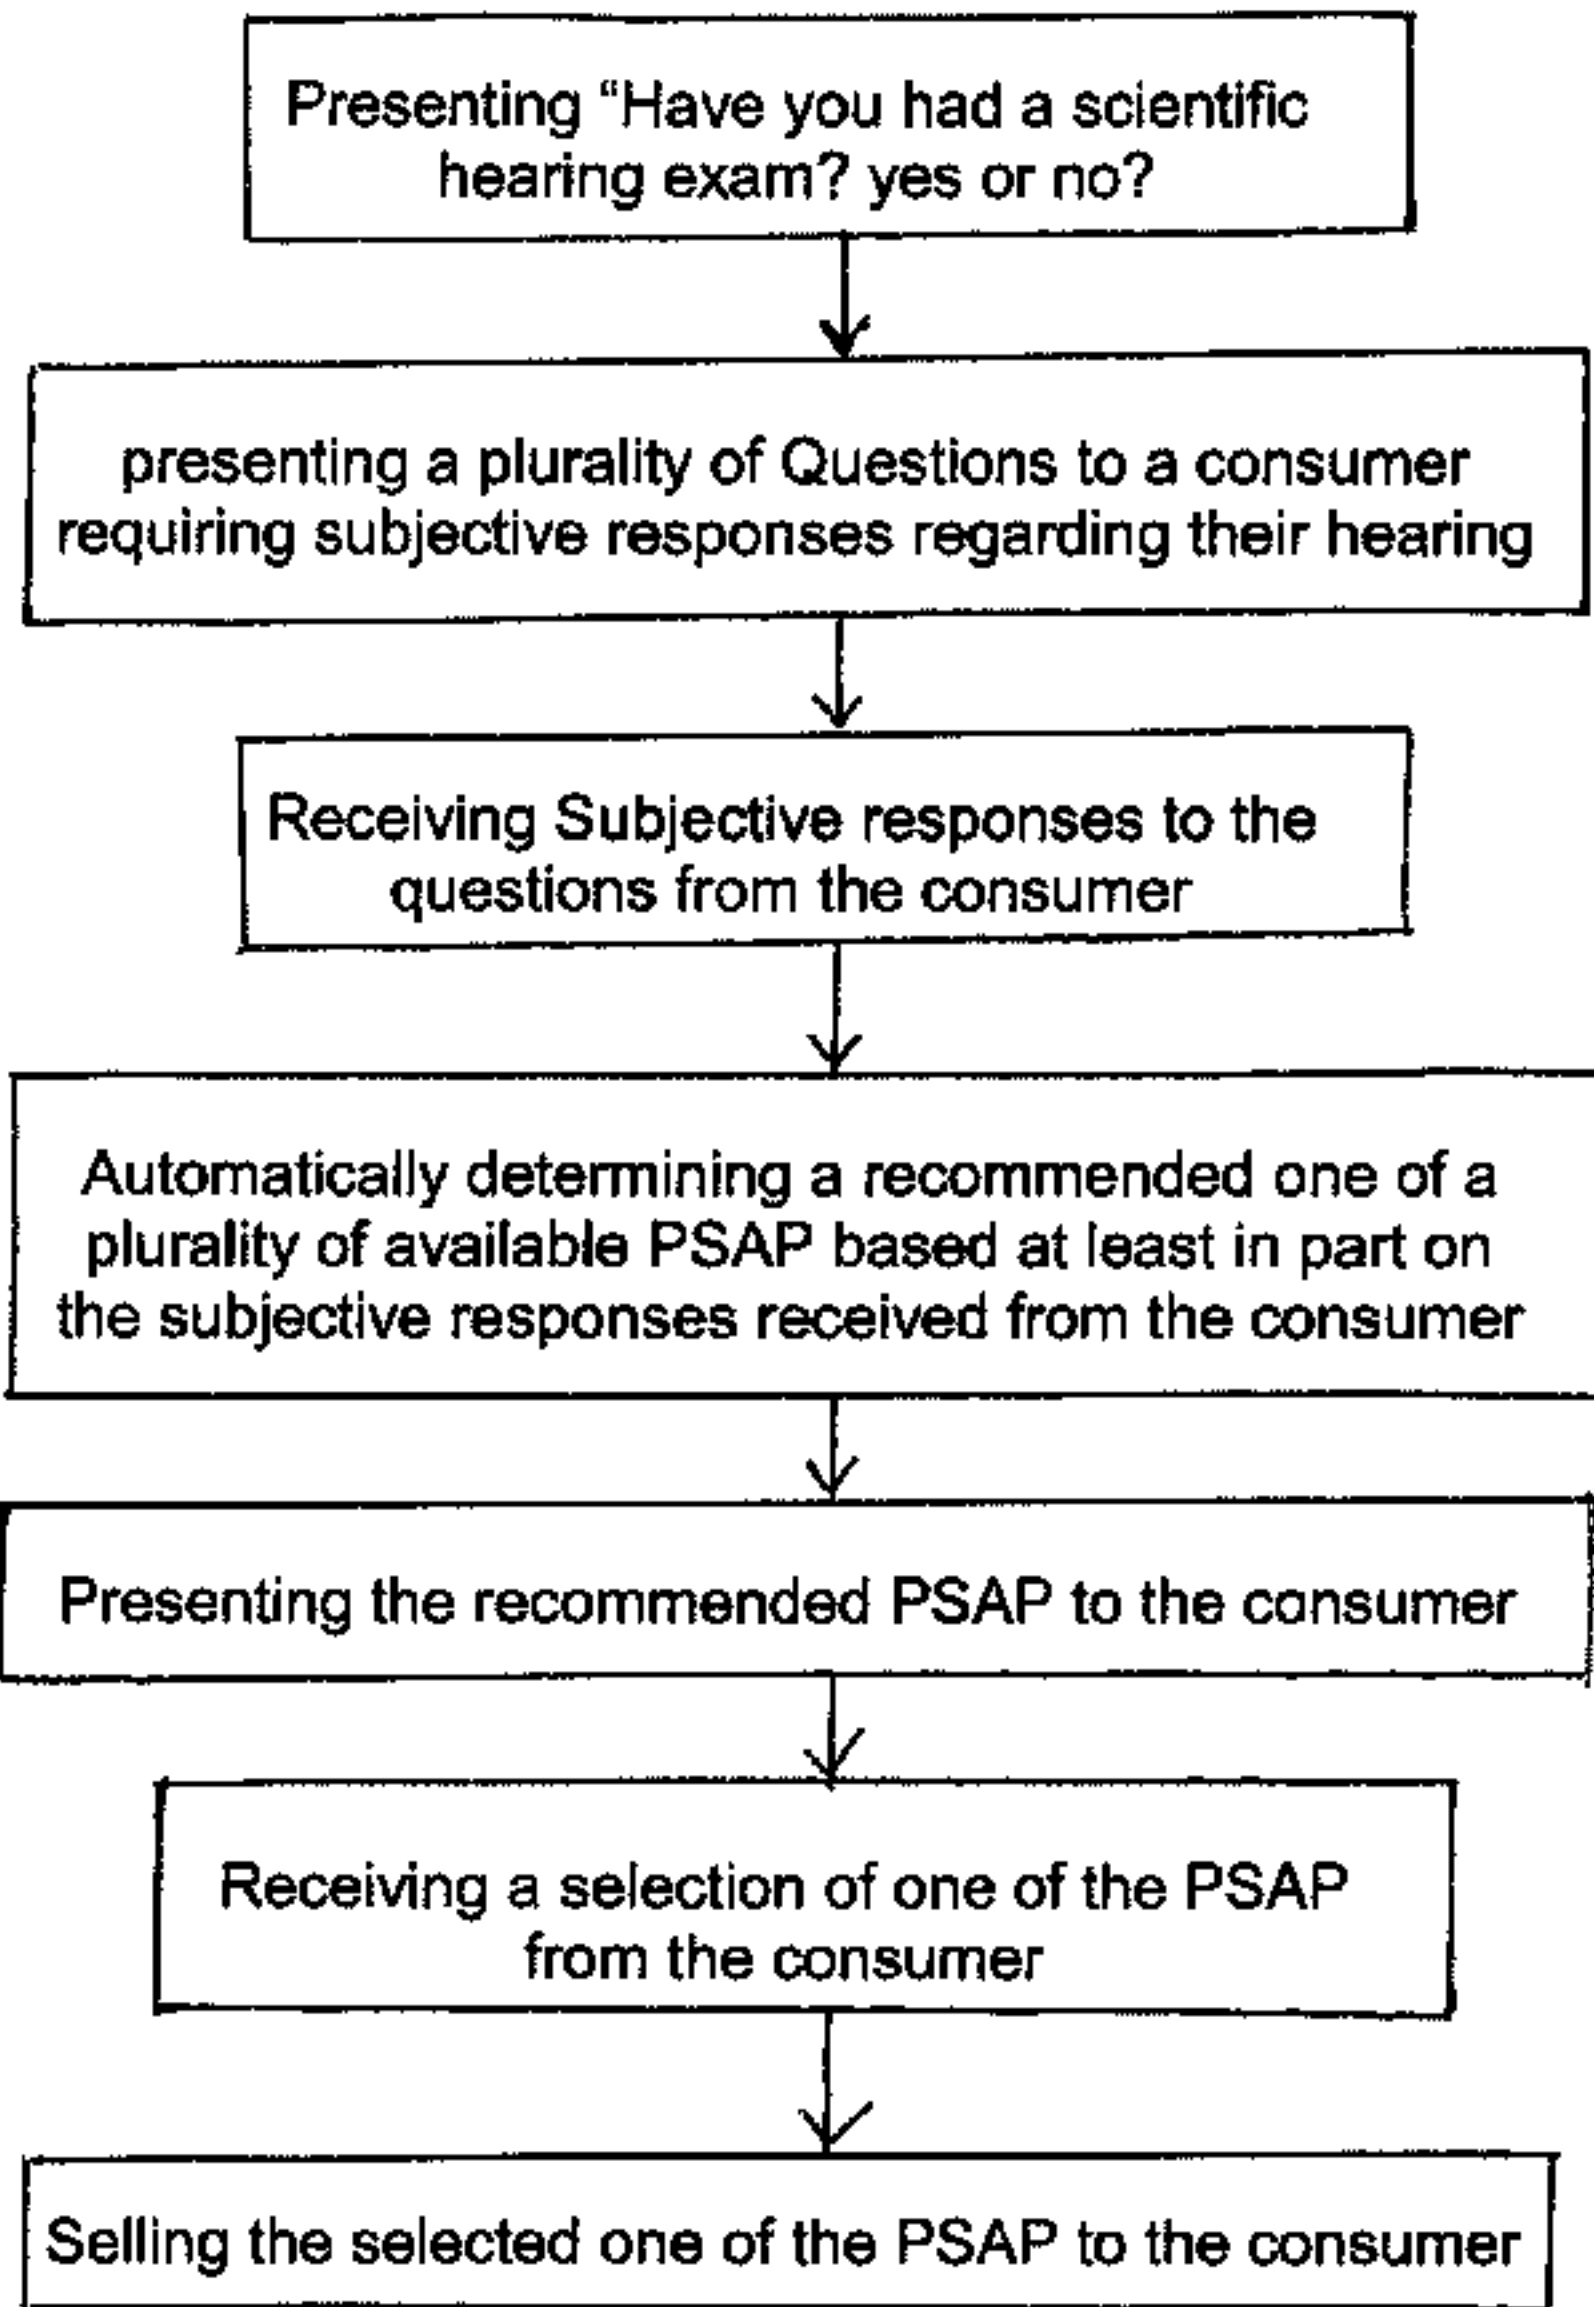 Presenting “Have you had a scientific
hearing exam? yes or no?
presenting a plurality of Questions to a consumer
requiring subjective responses regarding their hearing
Receiving Subjective responses to the
questions from the consumer
Automatically determining a recommended one of a
plurality of available PSAP based at least in part on
the subjective responses received from the consumer
Presenting the recommended PSAP to the consumer
Receiving a selection of one of the PSAP
from the consumer
Selling the selected one of the PSAP to the consumer